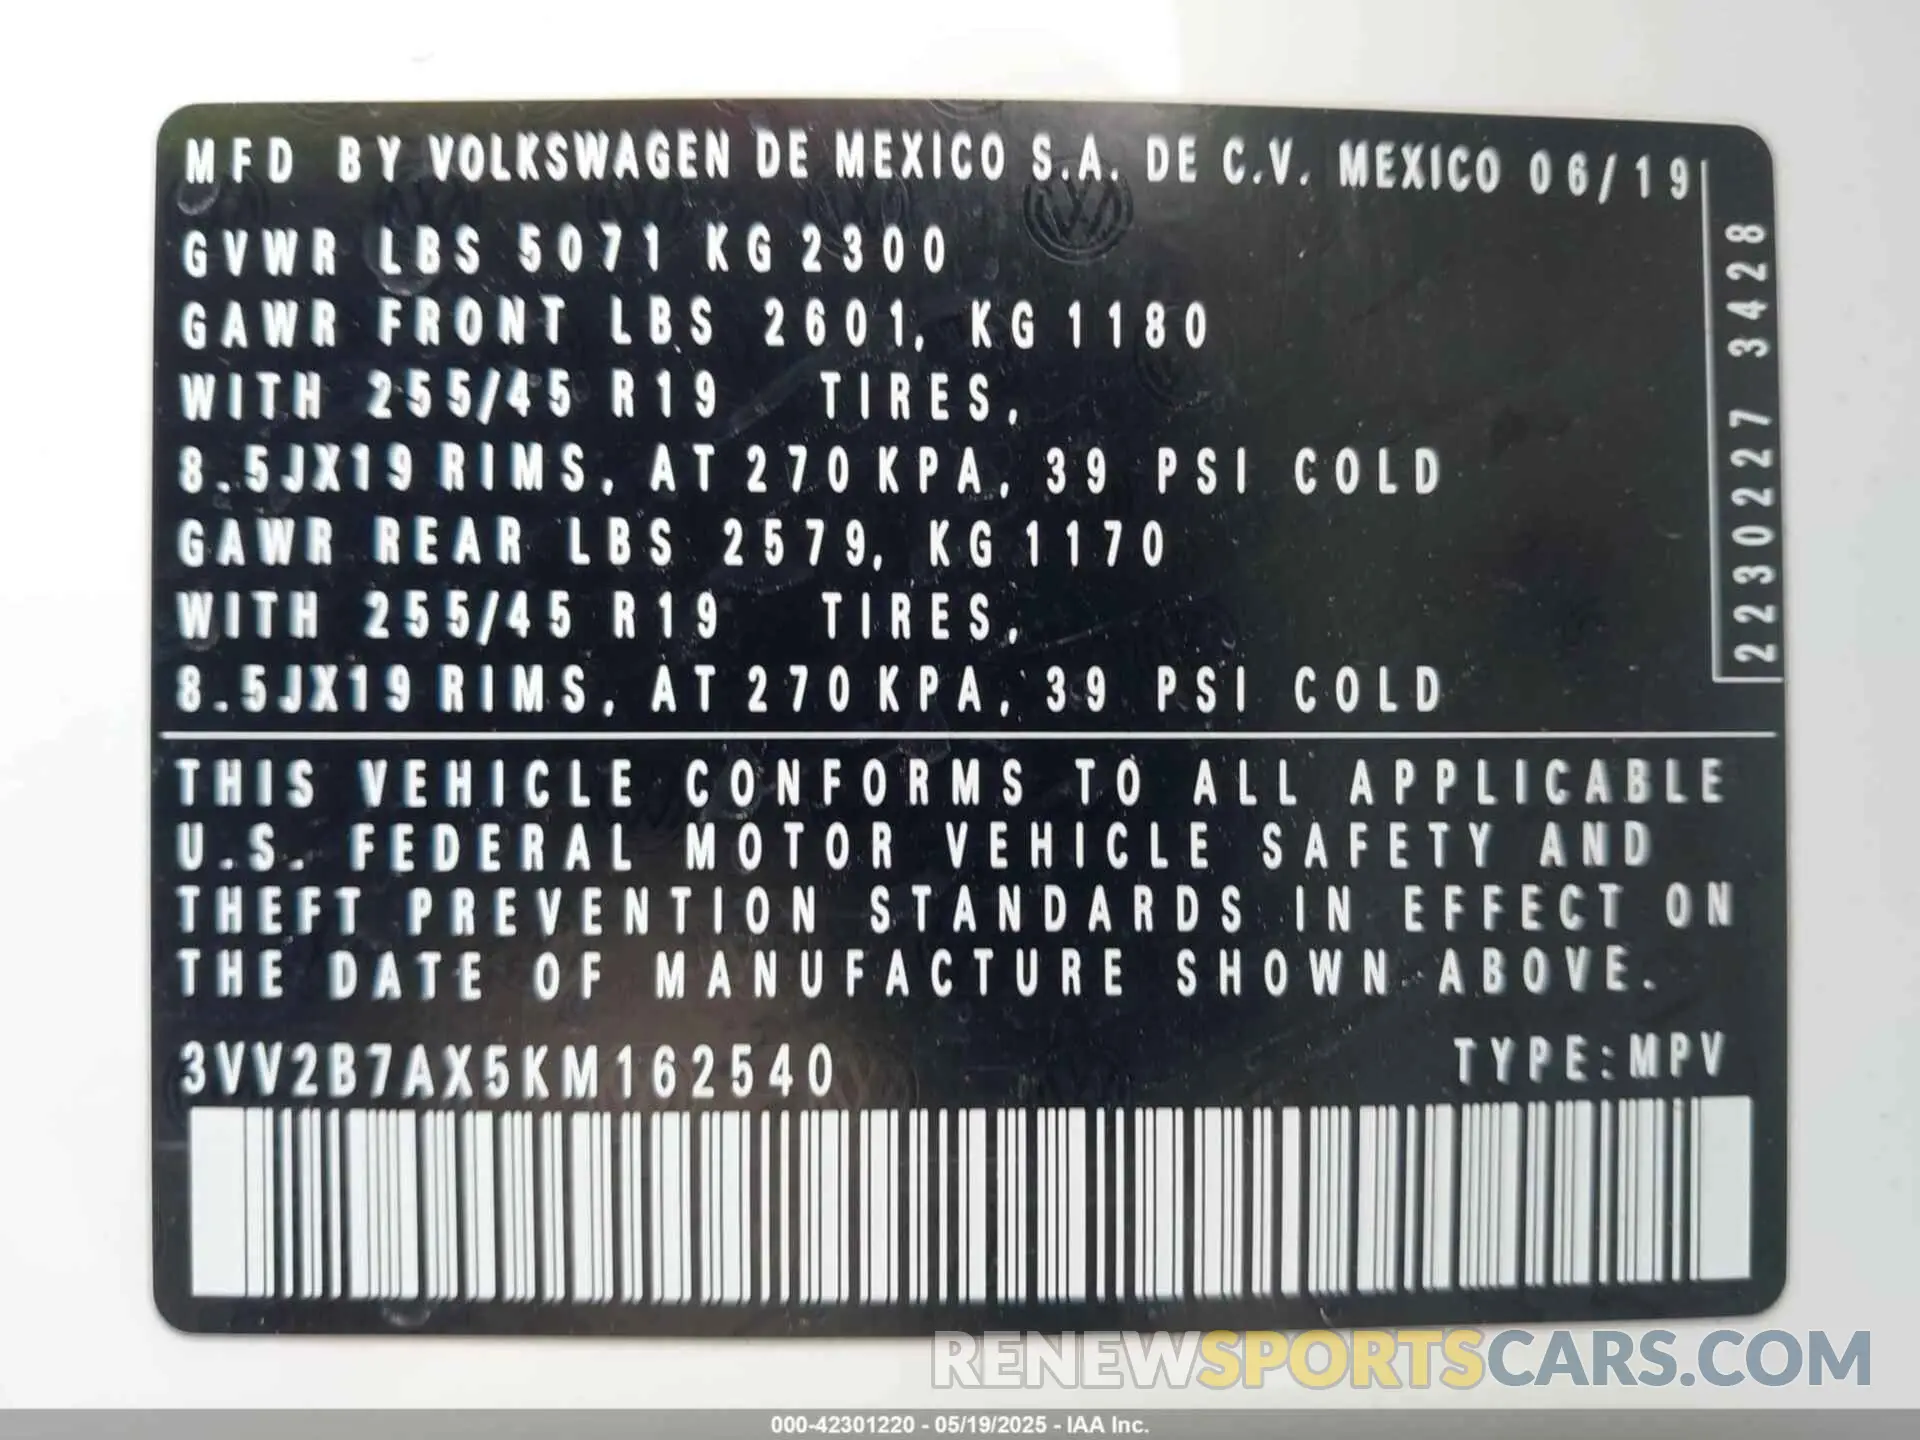 MFD BY VOLKSWAGEN DE MEXICO S.A. DE C.V. MEXICO 06/19
GVWR LBS 5071 KG 2300
GAWR FRONT LBS 2601, KG 1180
WITH 255/45 R19 TIRES,
8.5JX19 RIMS, AT 270 KPA, 39 PSI COLD
GAWR REAR LBS 2579, KG 1170
WITH 255/45 R19 TIRES,
8.5JX19 RIMS, AT 270 KPA, 39 PSI COLD
2230227 3428
THIS VEHICLE CONFORMS TO ALL APPLICABLE
U.S. FEDERAL MOTOR VEHICLE SAFETY AND
THEFT PREVENTION STANDARDS IN EFFECT ON
THE DATE OF MANUFACTURE SHOWN ABOVE.
3VV2B7AX5KM162540 TYPE:MPV
RENEWSPORTSCARS.COM
000-42301220 - 05/19/2025 - IAA Inc.